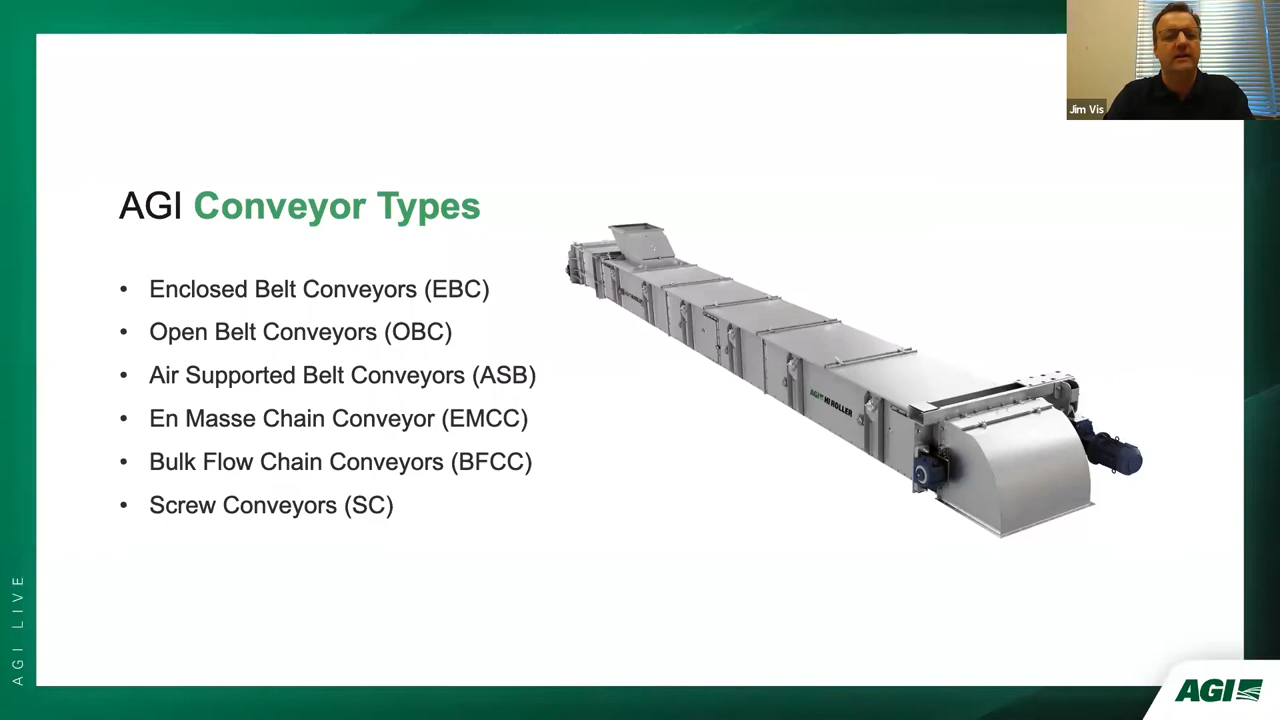 Jim Vis
AGI Conveyor Types
• Enclosed Belt Conveyors (EBC)
• Open Belt Conveyors (OBC)
• Air Supported Belt Conveyors (ASB)
• En Masse Chain Conveyor (EMCC)
• Bulk Flow Chain Conveyors (BFCC)
• Screw Conveyors (SC)
AGI HI ROLLER
AGI LIVE
AGI